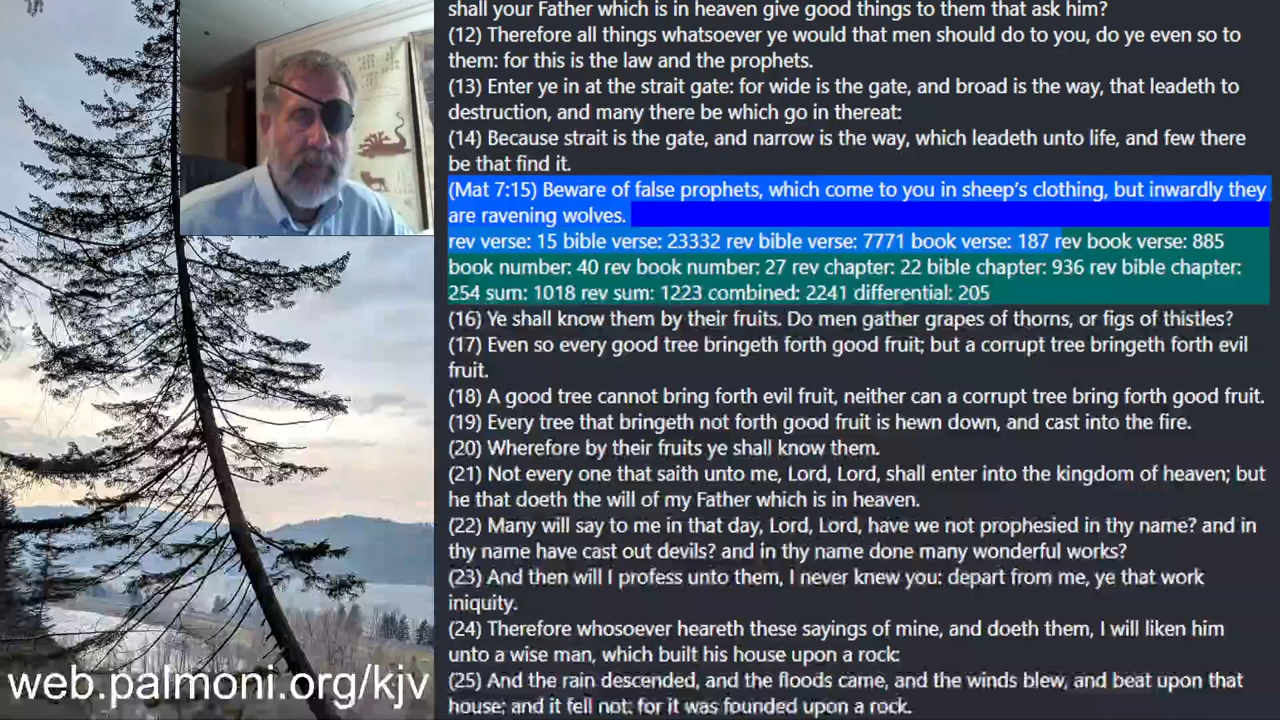 shall your Father which is in heaven give good things to them that ask him?
(12) Therefore all things whatsoever ye would that men should do to you, do ye even so to
them: for this is the law and the prophets.
(13) Enter ye in at the strait gate: for wide is the gate, and broad is the way, that leadeth to
destruction, and many there be which go in thereat:
(14) Because strait is the gate, and narrow is the way, which leadeth unto life, and few there
be that find it.
(Mat 7:15) Beware of false prophets, which come to you in sheep's clothing, but inwardly they
are ravening wolves.
rev verse: 15 bible verse: 23332 rev bible verse: 7771 book verse: 187 rev book verse: 885
book number: 40 rev book number: 27 rev chapter: 22 bible chapter: 936 rev bible chapter:
254 sum: 1018 rev sum: 1223 combined: 2241 differential: 205
(16) Ye shall know them by their fruits. Do men gather grapes of thorns, or figs of thistles?
(17) Even so every good tree bringeth forth good fruit; but a corrupt tree bringeth forth evil
fruit.
(18) A good tree cannot bring forth evil fruit, neither can a corrupt tree bring forth good fruit.
(19) Every tree that bringeth not forth good fruit is hewn down, and cast into the fire.
(20) Wherefore by their fruits ye shall know them.
(21) Not every one that saith unto me, Lord, Lord, shall enter into the kingdom of heaven; but
he that doeth the will of my Father which is in heaven.
(22) Many will say to me in that day, Lord, Lord, have we not prophesied in thy name? and in
thy name have cast out devils? and in thy name done many wonderful works?
(23) And then will I profess unto them, I never knew you: depart from me, ye that work
iniquity.
(24) Therefore whosoever heareth these sayings of mine, and doeth them, I will liken him
unto a wise man, which built his house upon a rock:
(25) And the rain descended, and the floods came, and the winds blew, and beat upon that
house; and it fell not: for it was founded upon a rock.
web.palmoni.org/kjv